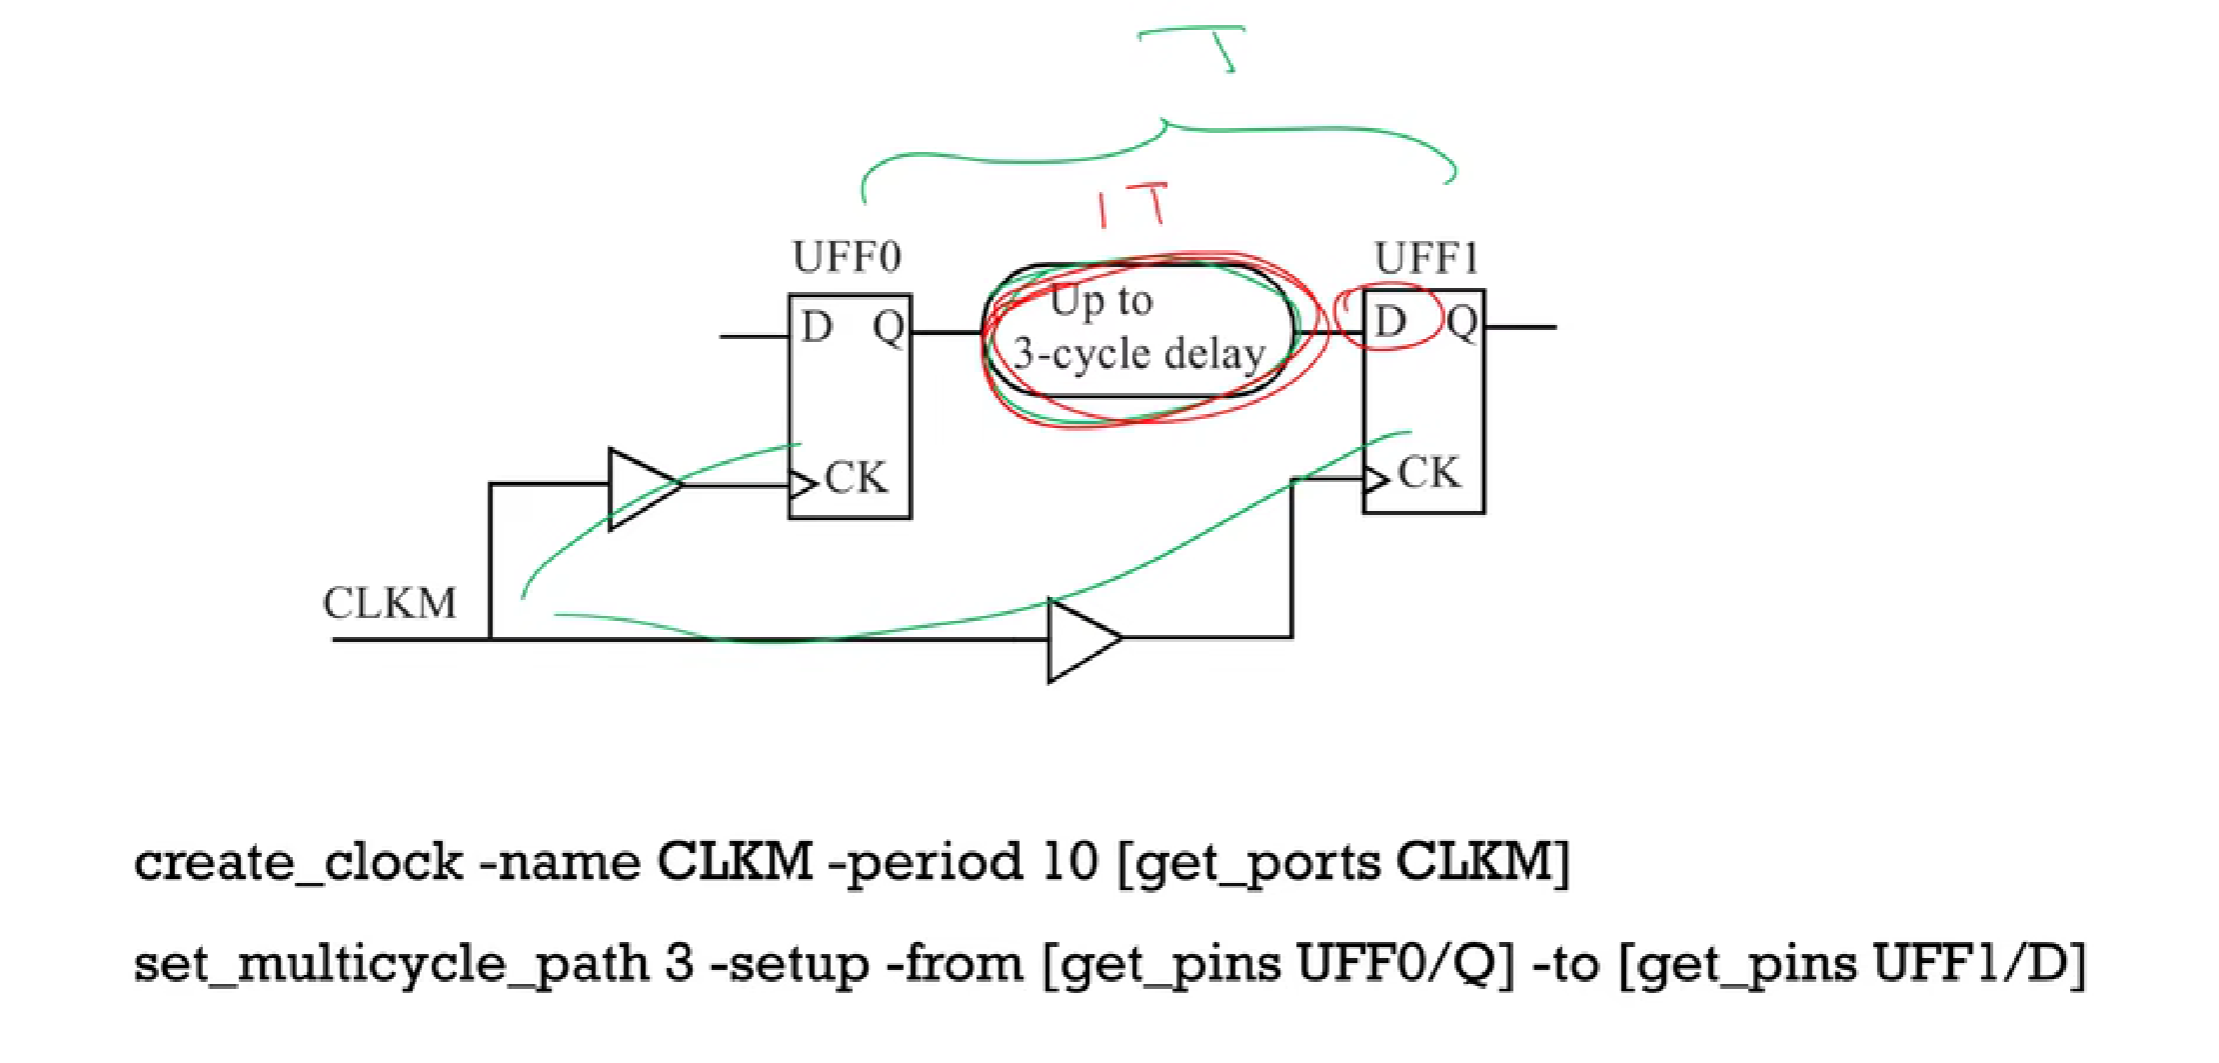 T
1T
UFF0
UFF1
D Q
Up to
3-cycle delay
D Q
CK
CK
CLKM
create_clock -name CLKM -period 10 [get_ports CLKM]
set_multicycle_path 3 -setup -from [get_pins UFF0/Q] -to [get_pins UFF1/D]